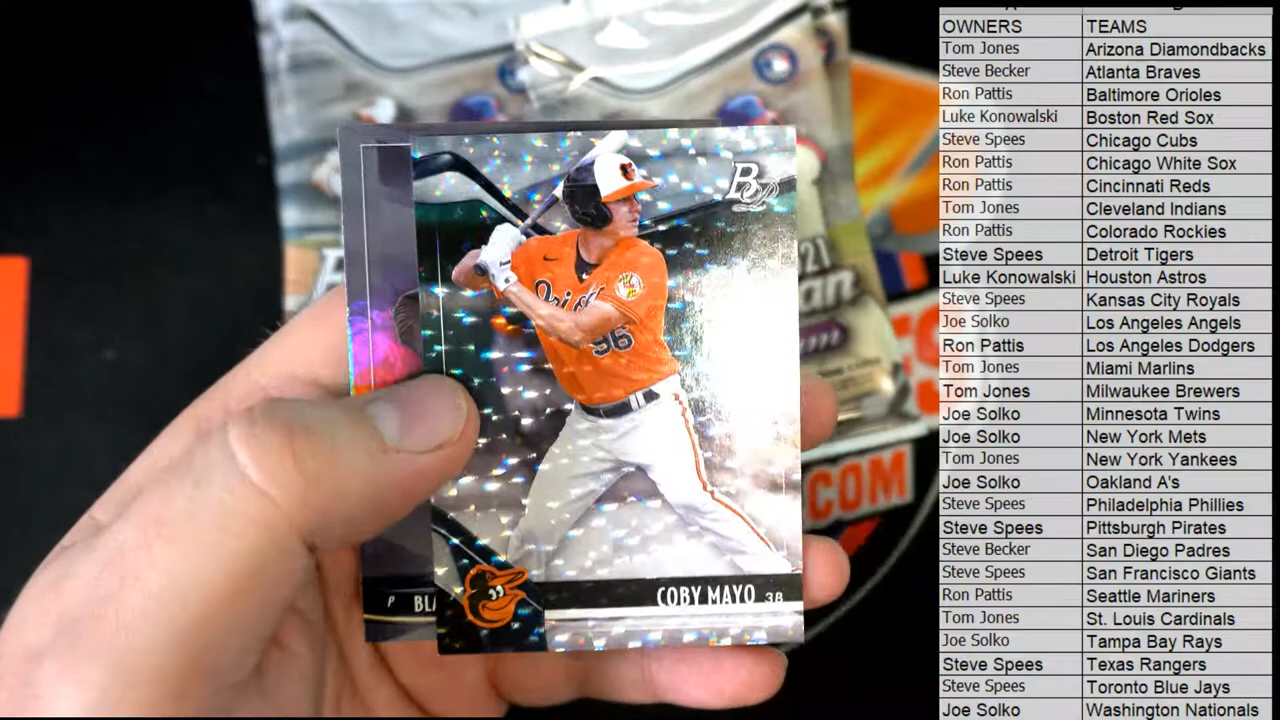 OWNERS TEAMS
Tom Jones Arizona Diamondbacks
Steve Becker Atlanta Braves
Ron Pattis Baltimore Orioles
Luke Konowalski Boston Red Sox
Steve Spees Chicago Cubs
Ron Pattis Chicago White Sox
Ron Pattis Cincinnati Reds
Tom Jones Cleveland Indians
Ron Pattis Colorado Rockies
Steve Spees Detroit Tigers
Luke Konowalski Houston Astros
Steve Spees Kansas City Royals
Joe Solko Los Angeles Angels
Ron Pattis Los Angeles Dodgers
Tom Jones Miami Marlins
Tom Jones Milwaukee Brewers
Joe Solko Minnesota Twins
Joe Solko New York Mets
Tom Jones New York Yankees
Joe Solko Oakland A's
Steve Spees Philadelphia Phillies
Steve Spees Pittsburgh Pirates
Steve Becker San Diego Padres
Steve Spees San Francisco Giants
Ron Pattis Seattle Mariners
Tom Jones St. Louis Cardinals
Joe Solko Tampa Bay Rays
Steve Spees Texas Rangers
Steve Spees Toronto Blue Jays
Joe Solko Washington Nationals
B
Orio
96
COBY MAYO 3B
P BLA
21
an
.COM